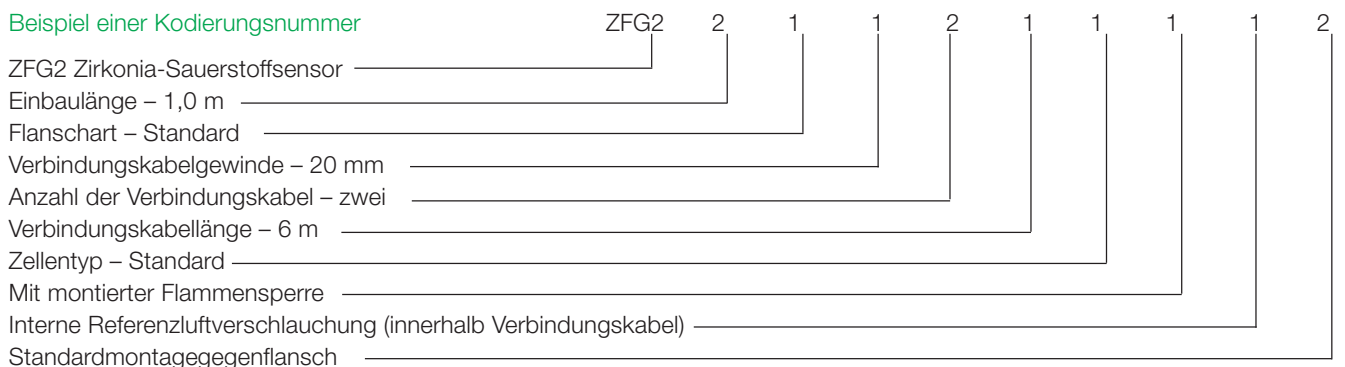 Beispiel einer Kodierungsnummer ZFG2 2 1 1 2 1 1 1 1 2
ZFG2 Zirkonia-Sauerstoffsensor
Einbaulänge – 1,0 m
Flanschart – Standard
Verbindungskabelgewinde – 20 mm
Anzahl der Verbindungskabel – zwei
Verbindungskabellänge – 6 m
Zellentyp – Standard
Mit montierter Flammensperre
Interne Referenzluftverschlauchung (innerhalb Verbindungskabel)
Standardmontagegegenflansch